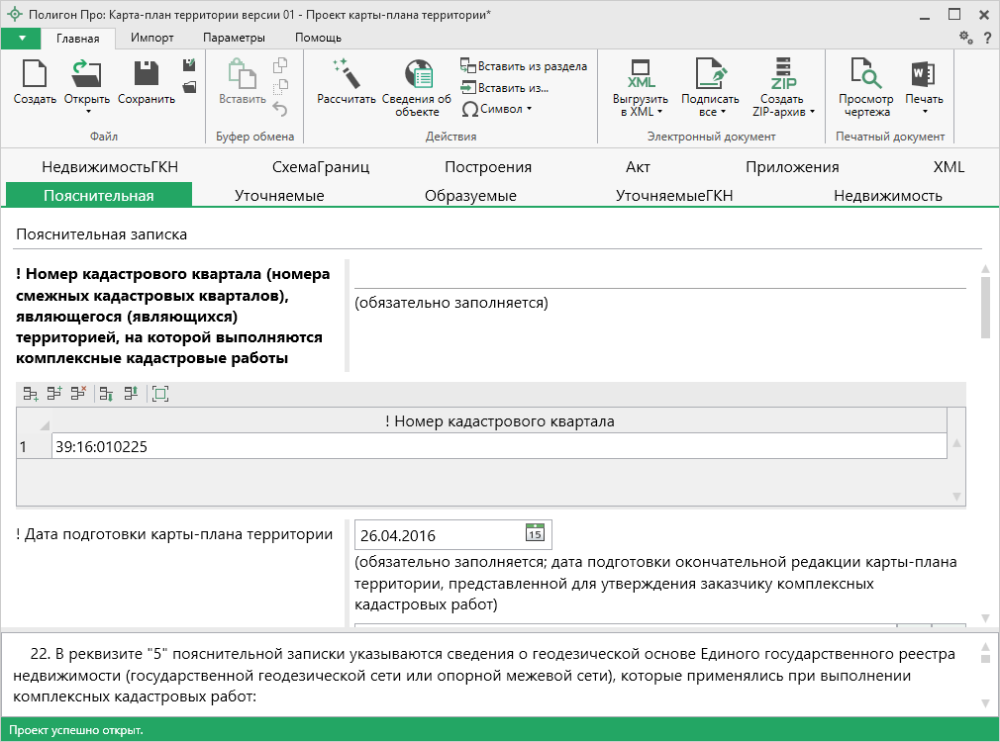 Полигон Про: Карта-план территории версии 01 - Проект карты-плана территории*
Главная Импорт Параметры Помощь ?
Создать Открыть Сохранить
Файл
Вставить
Буфер обмена
Рассчитать Сведения об
объекте
Вставить из раздела
Вставить из...
Символ
Действия
XML
Выгрузить
в XML
Подписать
все
ZIP
Создать
ZIP-архив
Электронный документ
Просмотр
чертежа
W
Печать
Печатный документ
НедвижимостьГКН СхемаГраниц Построения Акт Приложения XML
Пояснительная Уточняемые Образуемые УточняемыеГКН Недвижимость
Пояснительная записка
! Номер кадастрового квартала (номера
смежных кадастровых кварталов),
являющегося (являющихся)
территорией, на которой выполняются
комплексные кадастровые работы
(обязательно заполняется)
! Номер кадастрового квартала
1 39:16:010225
! Дата подготовки карты-плана территории
26.04.2016 15
(обязательно заполняется; дата подготовки окончательной редакции карты-плана
территории, представленной для утверждения заказчику комплексных
кадастровых работ)
22. В реквизите "5" пояснительной записки указываются сведения о геодезической основе Единого государственного реестра
недвижимости (государственной геодезической сети или опорной межевой сети), которые применялись при выполнении
комплексных кадастровых работ:
Проект успешно открыт.